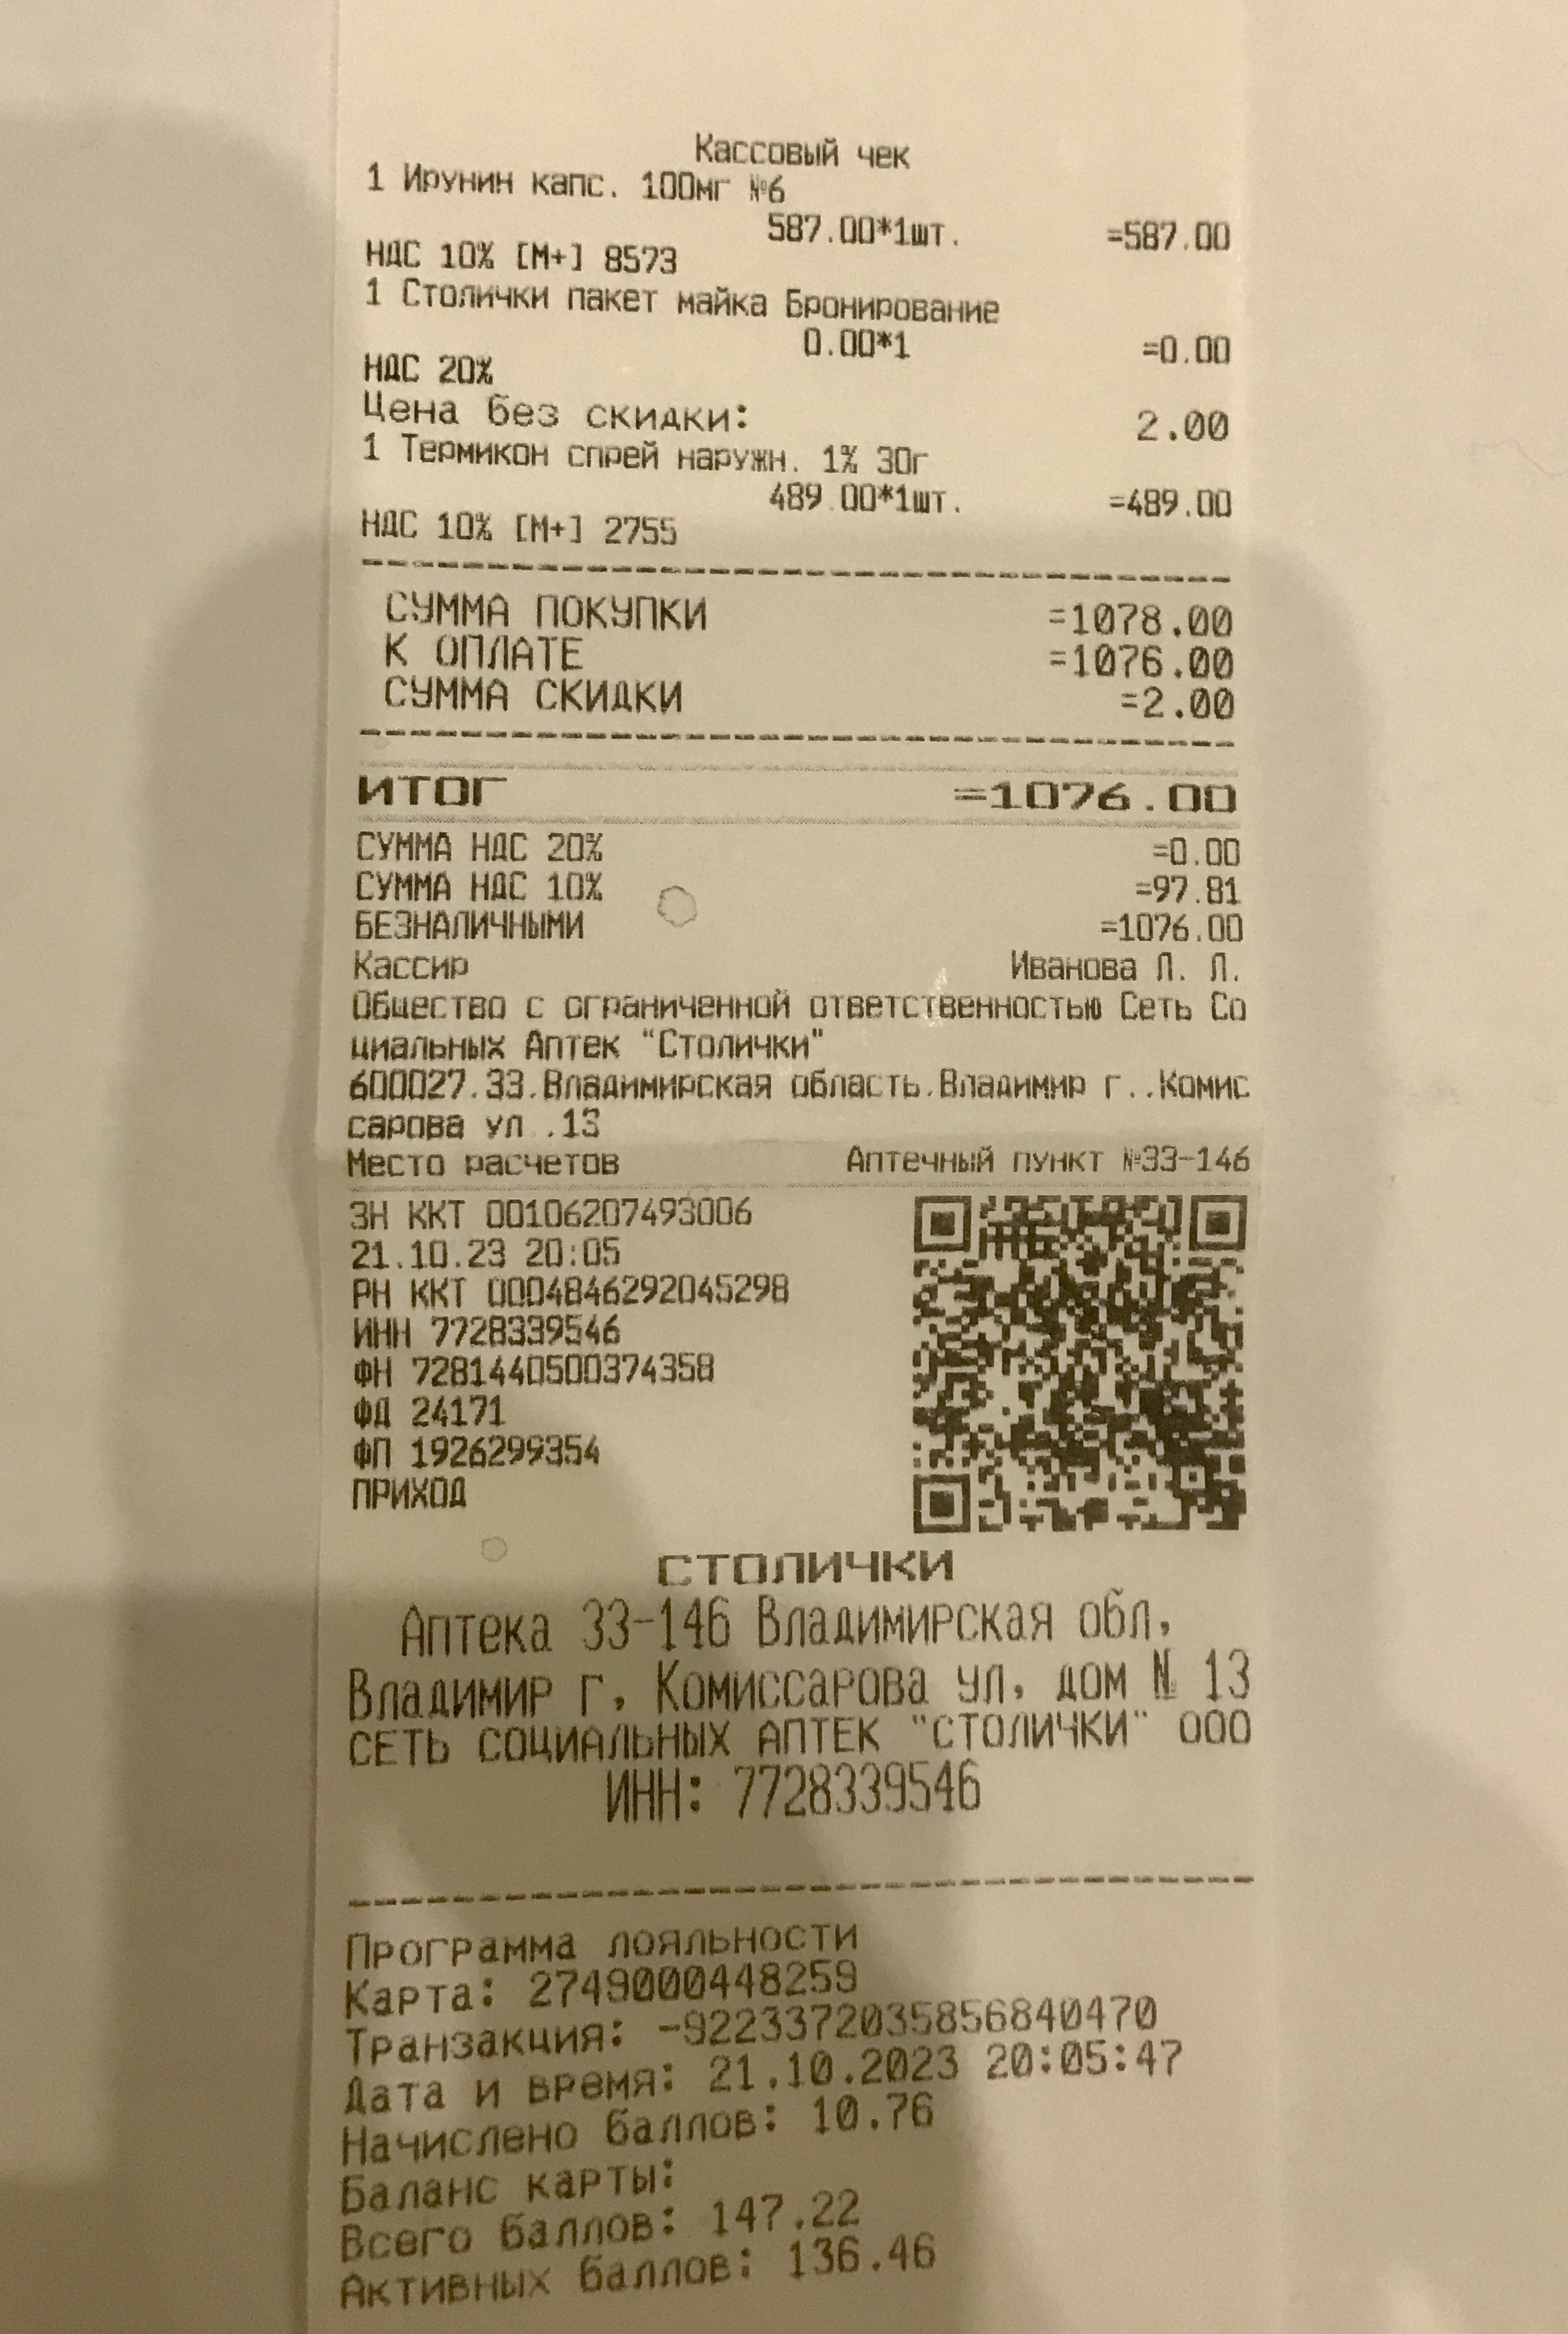 Кассовый чек
1 Ирунин капс. 100мг №6
587.00*1шт. =587.00
НДС 10% [М+] 8573
1 Столички пакет майка Бронирование
0.00*1 =0.00
НДС 20%
Цена без скидки: 2.00
1 Термикон спрей наружн. 1% 30г
489.00*1шт. =489.00
НДС 10% [М+] 2755
СУММА ПОКУПКИ =1078.00
К ОПЛАТЕ =1076.00
СУММА СКИДКИ =2.00
ИТОГ =1076.00
СУММА НДС 20% =0.00
СУММА НДС 10% =97.81
БЕЗНАЛИЧНЫМИ =1076.00
Кассир Иванова Л. Л.
Общество с ограниченной ответственностью Сеть Со
циальных Аптек "Столички"
600027.33.Владимирская область.Владимир г..Комис
сарова ул .13
Место расчетов Аптечный пункт №33-146
ЗН ККТ 00106207493006
21.10.23 20:05
РН ККТ 0004846292045298
ИНН 7728339546
ФН 7281440500374358
ФД 24171
ФП 1926299354
ПРИХОД
СТОЛИЧКИ
Аптека 33-146 Владимирская обл,
Владимир г, Комиссарова ул, дом № 13
СЕТЬ СОЦИАЛЬНЫХ АПТЕК "СТОЛИЧКИ" ООО
ИНН: 7728339546
Программа лояльности
Карта: 2749000448259
Транзакция: -9223372035856840470
Дата и время: 21.10.2023 20:05:47
Начислено баллов: 10.76
Баланс карты:
Всего баллов: 147.22
Активных баллов: 136.46